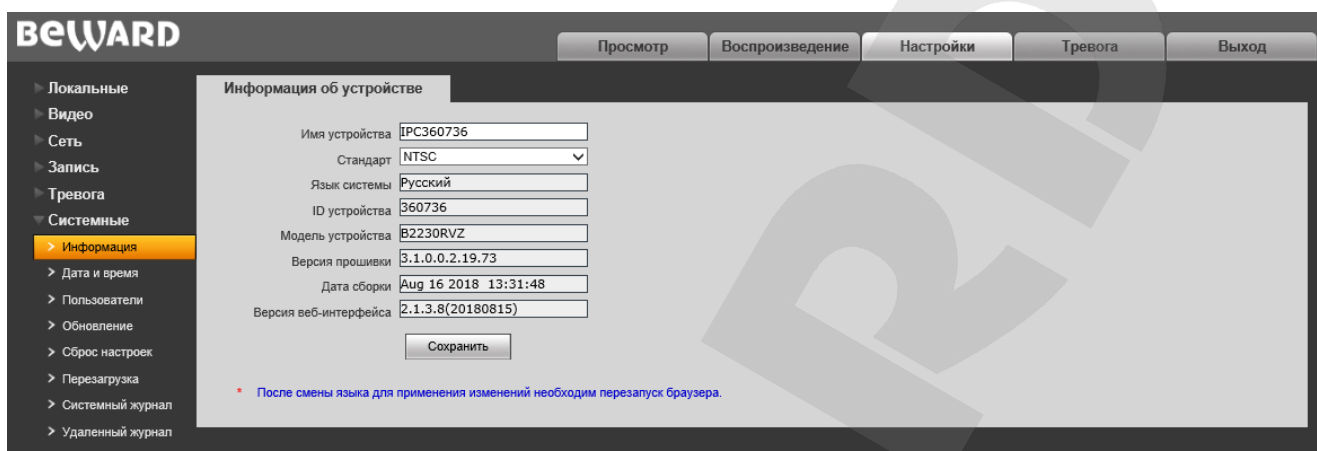 BEWARD
Просмотр Воспроизведение Настройки Тревога Выход
Локальные
Видео
Сеть
Запись
Тревога
Системные
Информация
Дата и время
Пользователи
Обновление
Сброс настроек
Перезагрузка
Системный журнал
Удаленный журнал
Информация об устройстве
Имя устройства IPC360736
Стандарт NTSC
Язык системы Русский
ID устройства 360736
Модель устройства B2230RVZ
Версия прошивки 3.1.0.0.2.19.73
Дата сборки Aug 16 2018 13:31:48
Версия веб-интерфейса 2.1.3.8(20180815)
Сохранить
* После смены языка для применения изменений необходим перезапуск браузера.